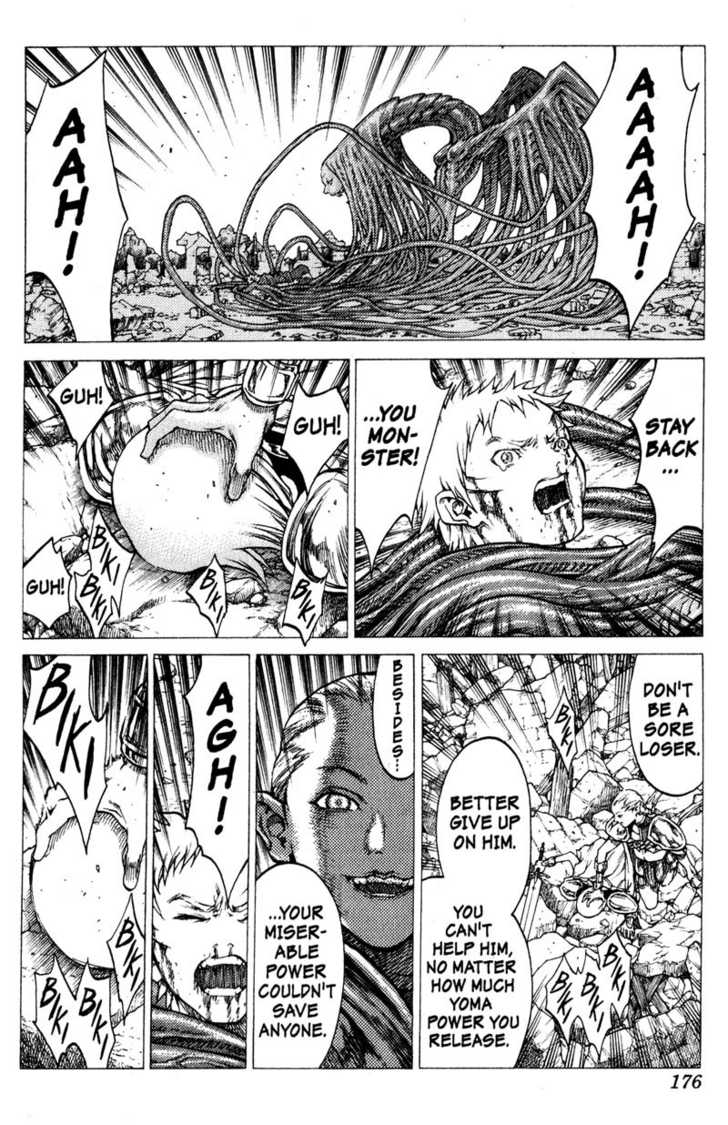 AAAAH!
AAH!
STAY
BACK
...
...YOU
MON-
STER!
GUH!
GUH!
GUH!
BIKI
BIKI
BIKI
BIKI
DON'T
BE A
SORE
LOSER.
BIKI
BETTER
GIVE UP
ON HIM.
YOU
CAN'T
HELP HIM,
NO MATTER
HOW MUCH
YOMA
POWER YOU
RELEASE.
BIKI
BIKI
BESIDES...
...YOUR
MISER-
ABLE
POWER
COULDN'T
SAVE
ANYONE.
AGH!
BIKI
BIKI
BIKI
BIKI
176